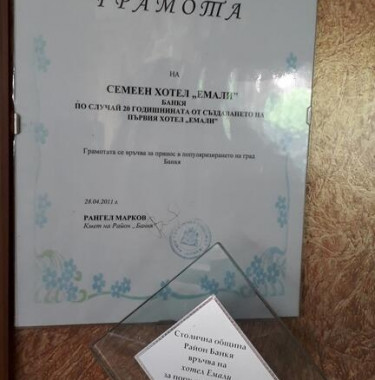 ГРАМОТА
НА
СЕМЕЕН ХОТЕЛ „ЕМАЛИ"
БАНКЯ
ПО СЛУЧАЙ 20 ГОДИШНИНАТА ОТ СЪЗДАВАНЕТО НА
ПЪРВИЯ ХОТЕЛ „ЕМАЛИ"
Грамотата се връчва за принос в популяризирането на град
Банкя
28.04.2011 г.
РАНГЕЛ МАРКОВ
Кмет на Район „Банкя"
Столична община
Район Банкя
връчва на
хотел Емали
за